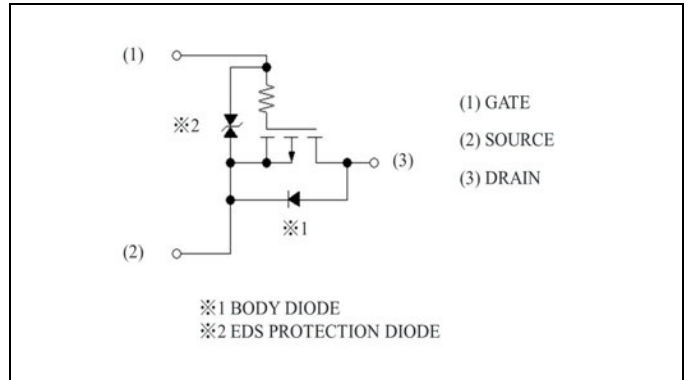 (1)
(1) GATE
※2
(2) SOURCE
(3)
(3) DRAIN
※1
(2)
※1 BODY DIODE
※2 EDS PROTECTION DIODE